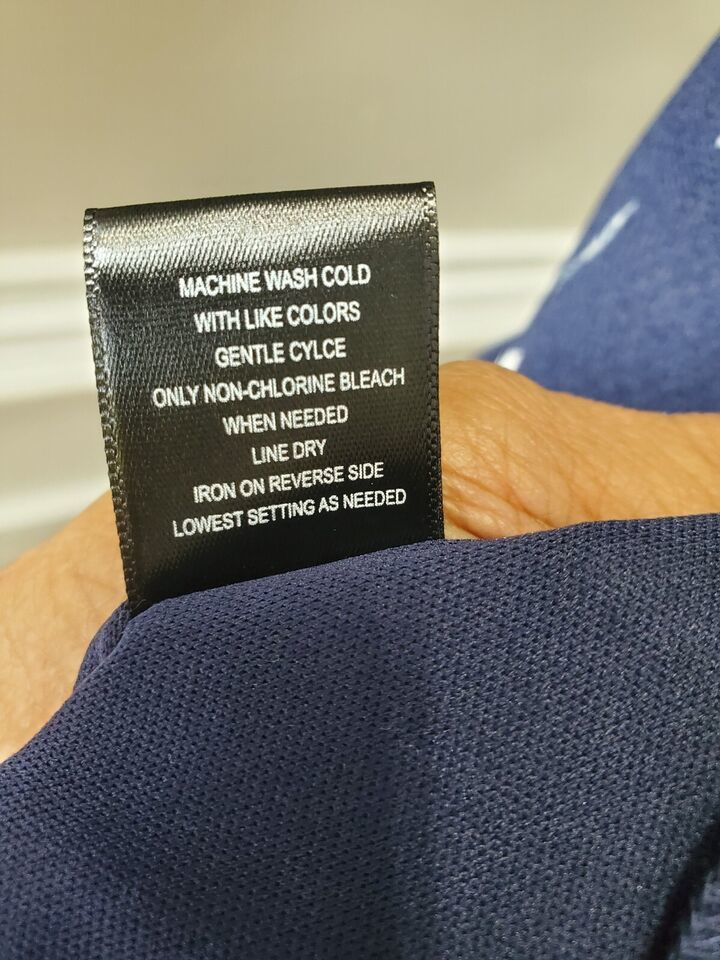 MACHINE WASH COLD
WITH LIKE COLORS
GENTLE CYLCE
ONLY NON-CHLORINE BLEACH
WHEN NEEDED
LINE DRY
IRON ON REVERSE SIDE
LOWEST SETTING AS NEEDED